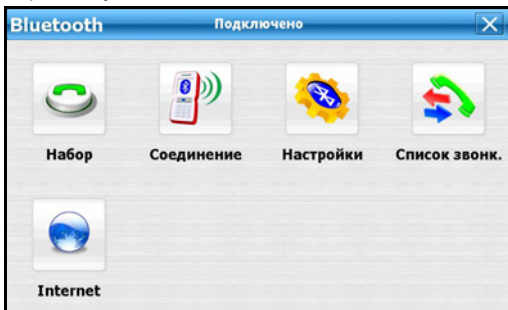 Bluetooth Подключено
Набор Соединение Настройки Список звонк.
Internet